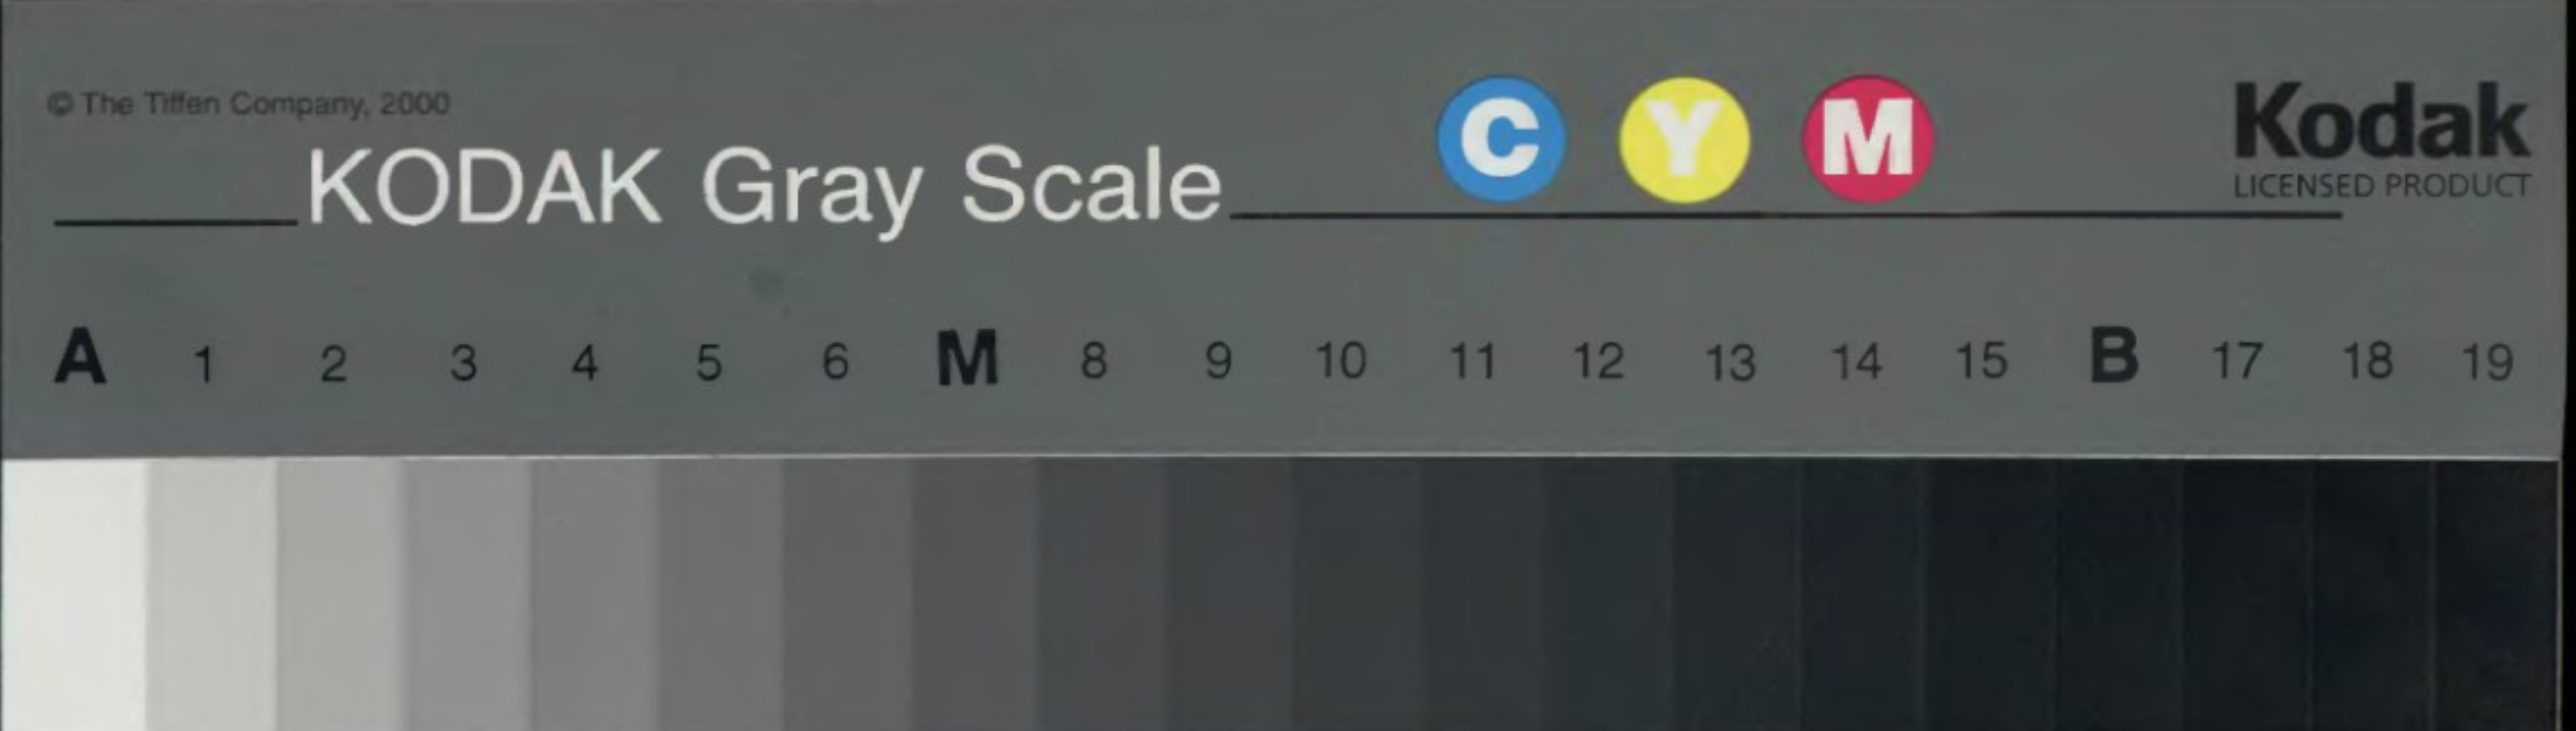 © The Tiffen Company, 2000
KODAK Gray Scale
C Y M
Kodak
LICENSED PRODUCT
A 1 2 3 4 5 6 M 8 9 10 11 12 13 14 15 B 17 18 19